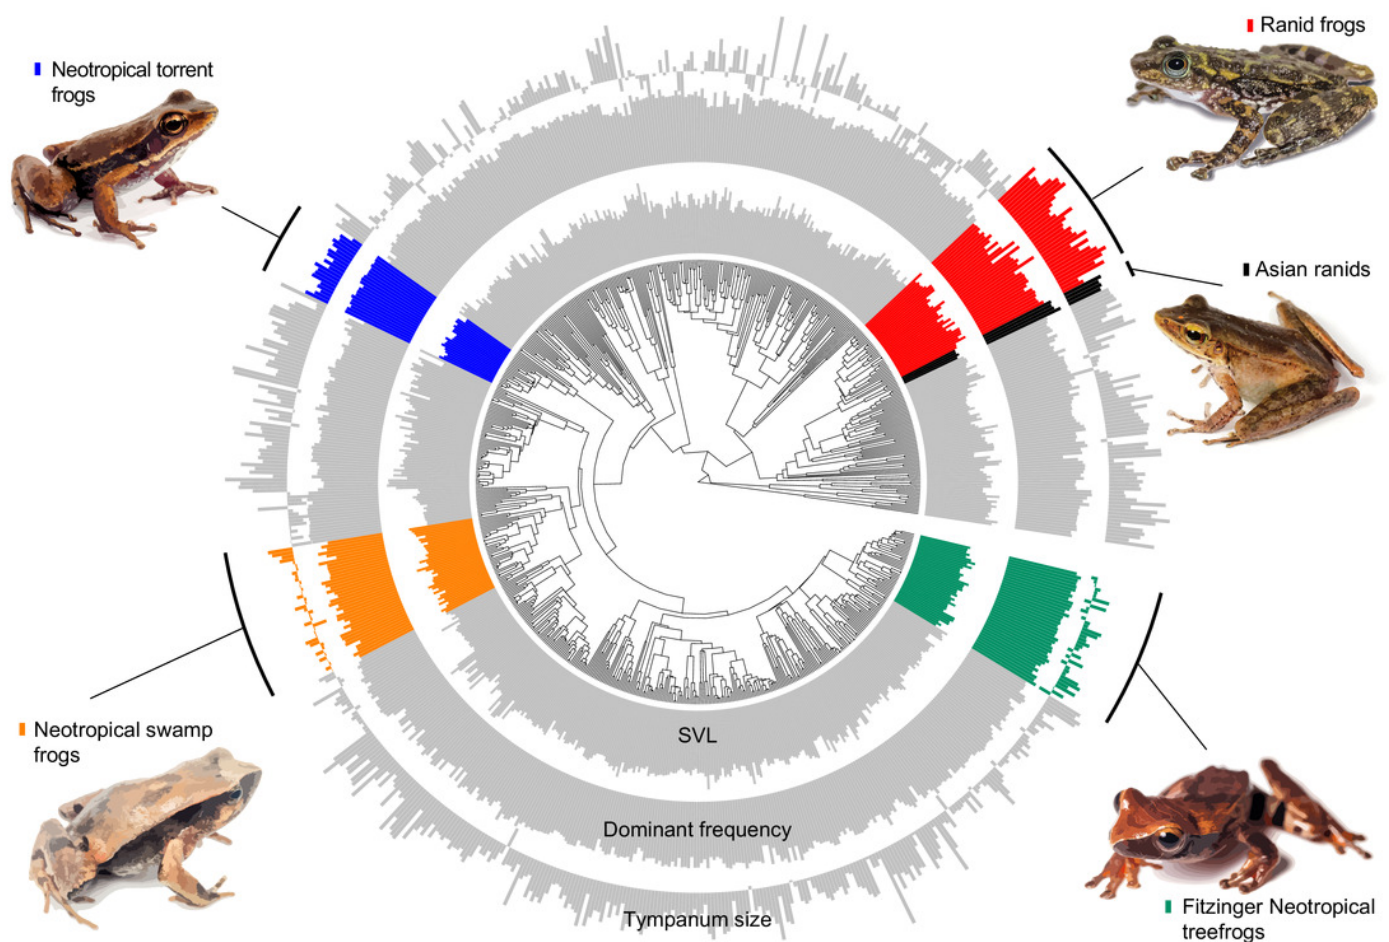 Neotropical torrent
frogs
Ranid frogs
Asian ranids
Neotropical swamp
frogs
SVL
Dominant frequency
Tympanum size
Fitzinger Neotropical
treefrogs